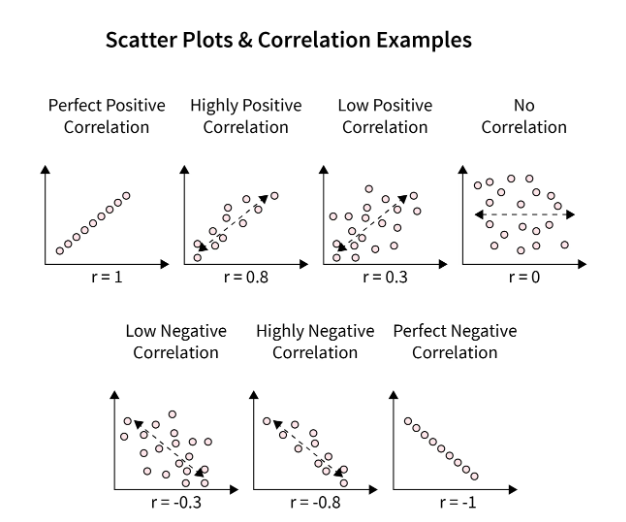 Scatter Plots & Correlation Examples
Perfect Positive
Correlation
Highly Positive
Correlation
Low Positive
Correlation
No
Correlation
r = 1
r = 0.8
r = 0.3
r = 0
Low Negative
Correlation
Highly Negative
Correlation
Perfect Negative
Correlation
r = -0.3
r = -0.8
r = -1